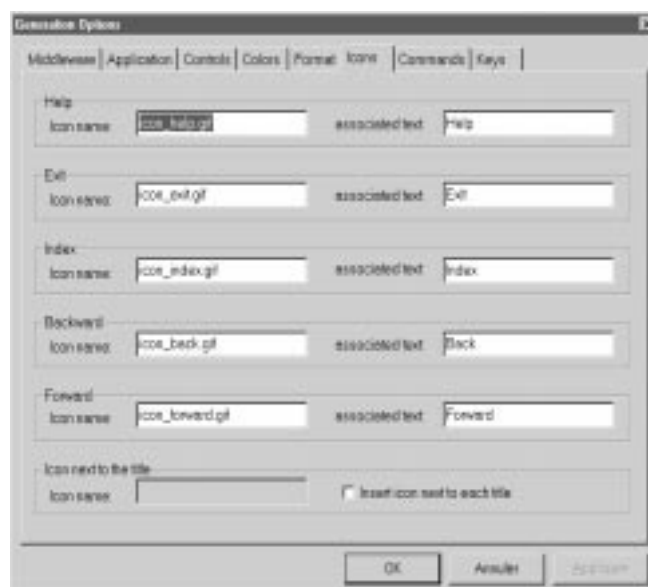 Generation Options
Middleware Application Controls Colors Format Icons Commands Keys
Help
Icon name: icon_help.gif associated text Help
Exit
Icon name: icon_exit.gif associated text Exit
Index
Icon name: icon_index.gif associated text Index
Backward
Icon name: icon_back.gif associated text Back
Forward
Icon name: icon_forward.gif associated text Forward
Icon next to the title
Icon name: Insert icon next to each title
OK Annuler